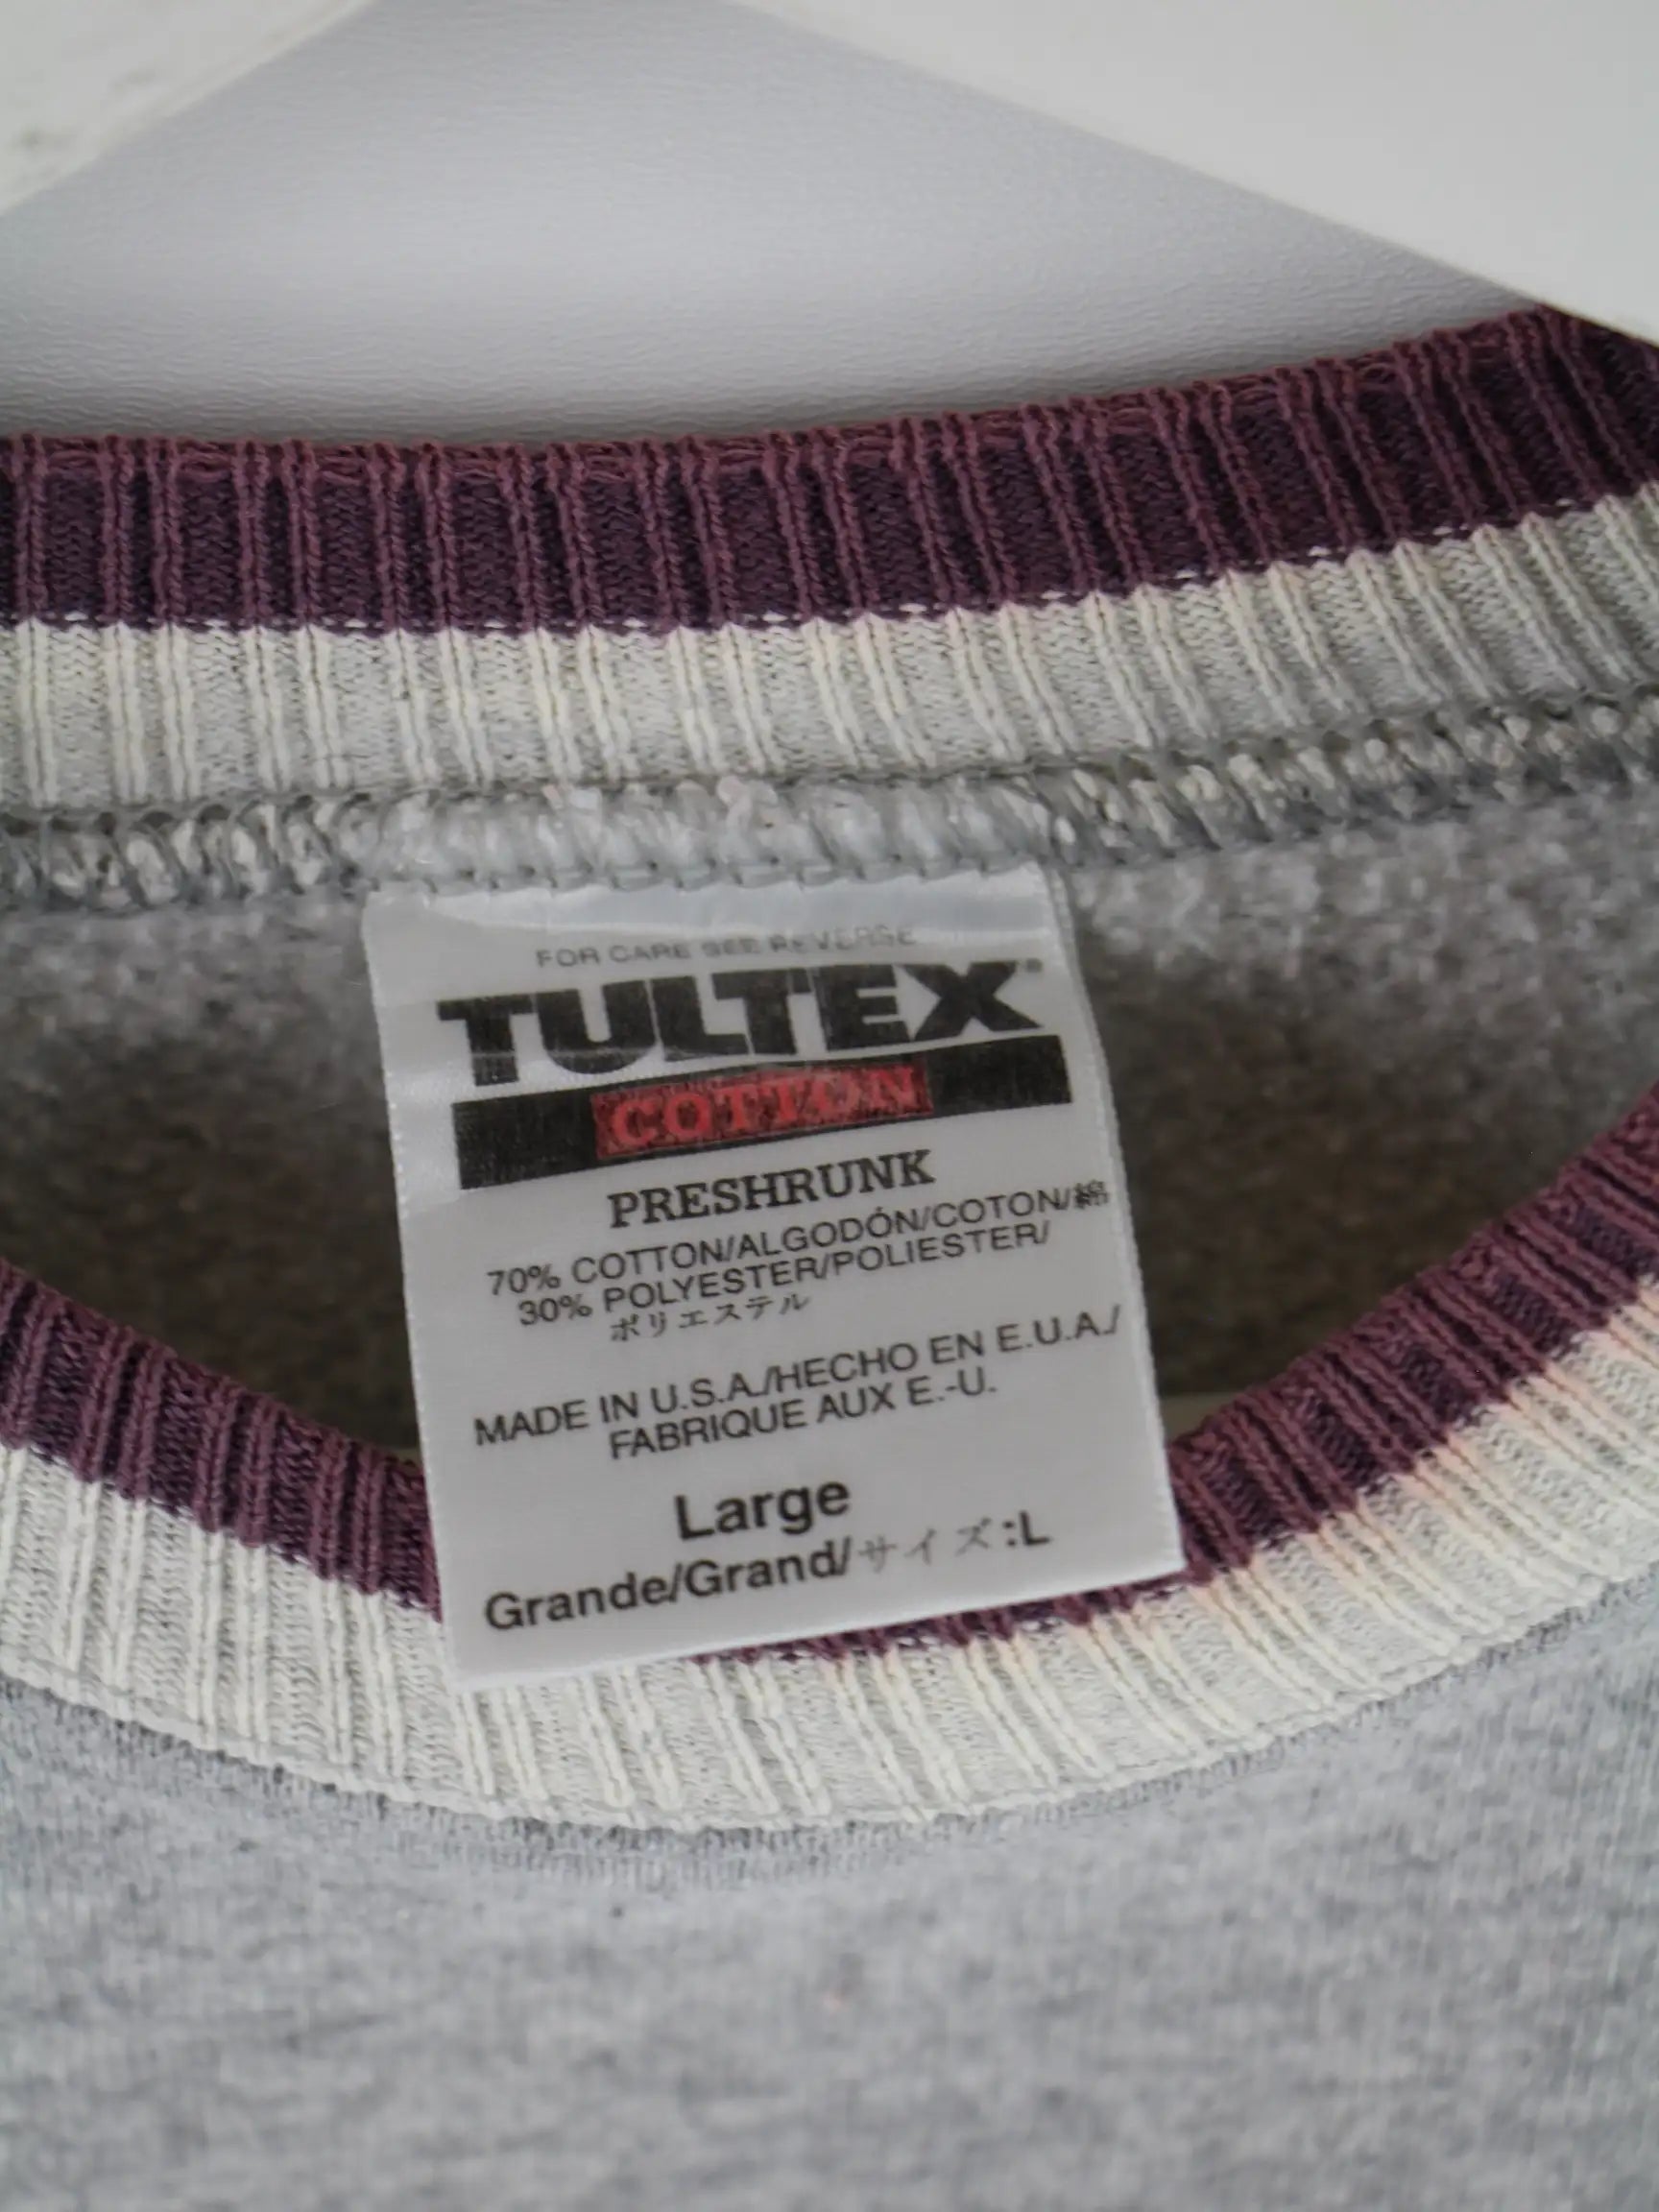 FOR CARE SEE REVERSE
TULTEX®
COTTON
PRESHRUNK
70% COTTON/ALGODÓN/COTON/綿
30% POLYESTER/POLIESTER/
ポリエステル
MADE IN U.S.A./HECHO EN E.U.A./
FABRIQUE AUX E.-U.
Large
Grande/Grand/サイズ:L